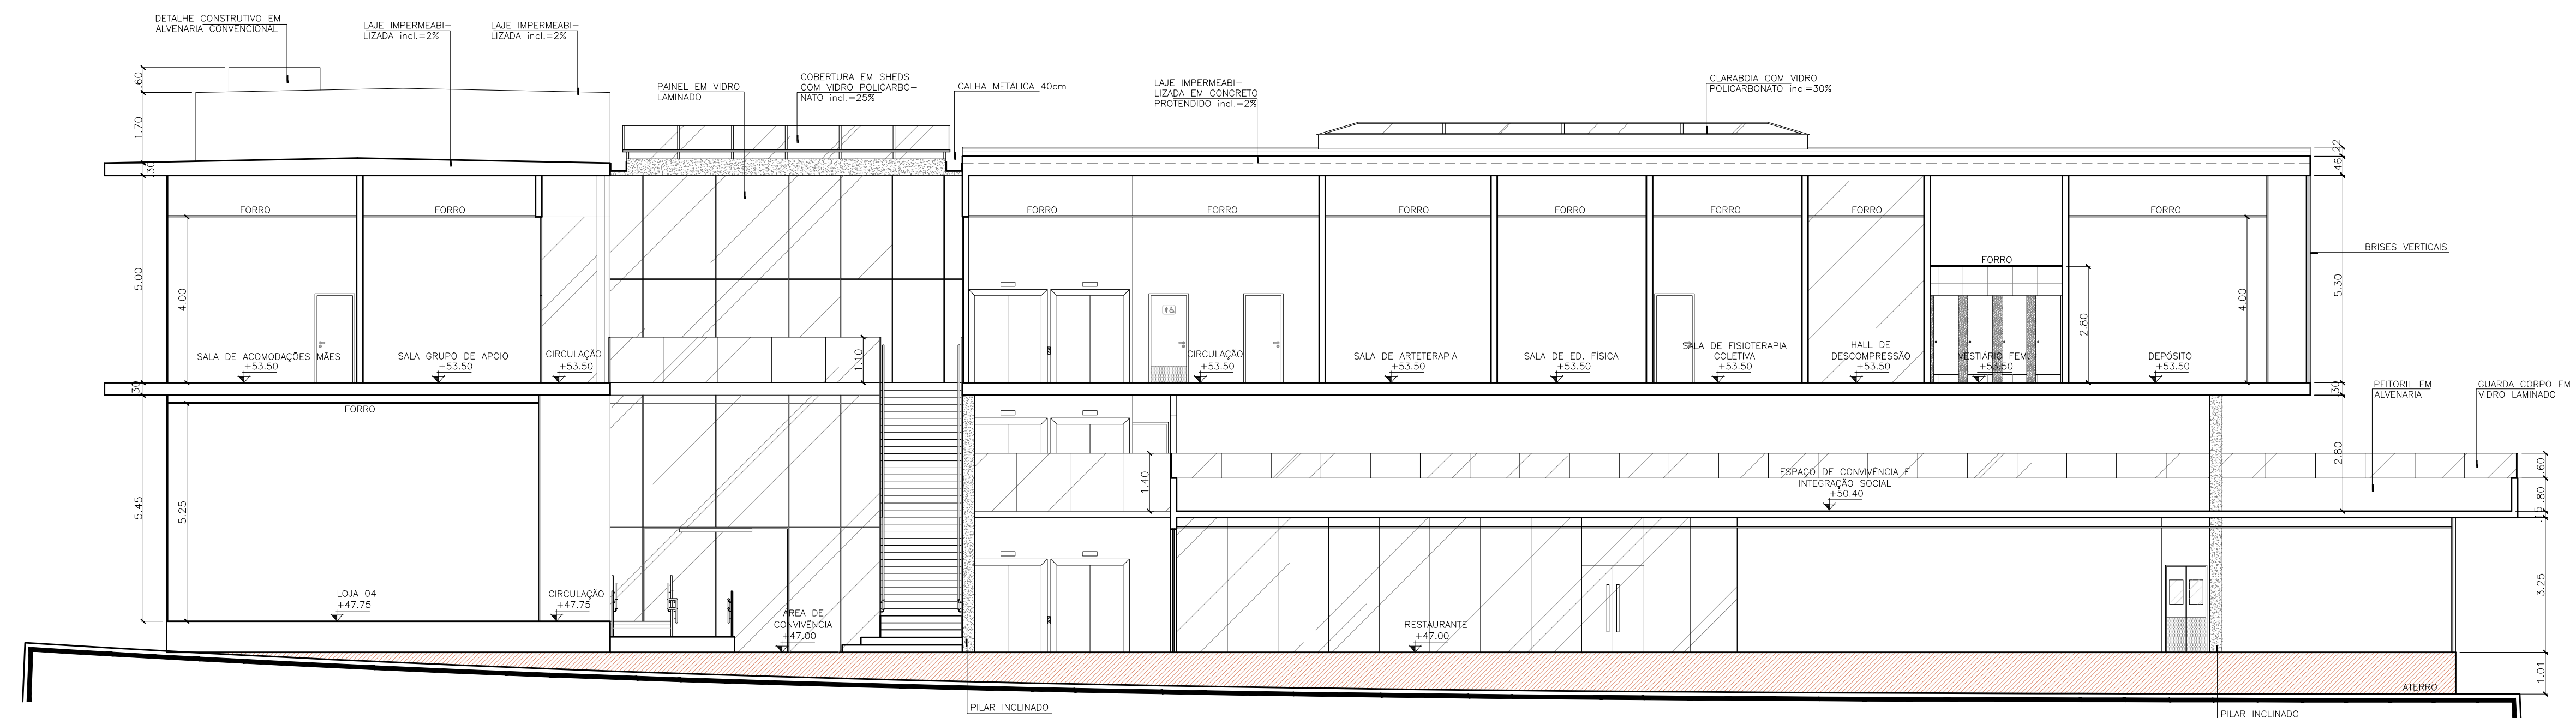 DETALHE CONSTRUTIVO EM
ALVENARIA CONVENCIONAL
LAJE IMPERMEABI-
LIZADA incl.=2%
LAJE IMPERMEABI-
LIZADA incl.=2%
PAINEL EM VIDRO
LAMINADO
COBERTURA EM SHEDS
COM VIDRO POLICARBO-
NATO incl.=25%
CALHA METÁLICA 40cm
LAJE IMPERMEABI-
LIZADA EM CONCRETO
PROTENDIDO incl.=2%
CLARABOIA COM VIDRO
POLICARBONATO incl=30%
.60
1.70
.30
5.00
4.00
.30
5.45
5.25
FORRO
FORRO
FORRO
FORRO
FORRO
FORRO
FORRO
FORRO
FORRO
FORRO
.22
.46
5.30
BRISES VERTICAIS
4.00
2.80
1.10
SALA DE ACOMODAÇÕES MÃES
+53.50
SALA GRUPO DE APOIO
+53.50
CIRCULAÇÃO
+53.50
CIRCULAÇÃO
+53.50
SALA DE ARTETERAPIA
+53.50
SALA DE ED. FÍSICA
+53.50
SALA DE FISIOTERAPIA
COLETIVA
+53.50
HALL DE
DESCOMPRESSÃO
+53.50
VESTIÁRIO FEM.
+53.50
DEPÓSITO
+53.50
.30
PEITORIL EM
ALVENARIA
GUARDA CORPO EM
VIDRO LAMINADO
FORRO
2.80
1.40
ESPAÇO DE CONVIVÊNCIA E
INTEGRAÇÃO SOCIAL
+50.40
.60
.80
.15
3.25
1.01
LOJA 04
+47.75
CIRCULAÇÃO
+47.75
ÁREA DE
CONVIVÊNCIA
+47.00
RESTAURANTE
+47.00
ATERRO
PILAR INCLINADO
PILAR INCLINADO